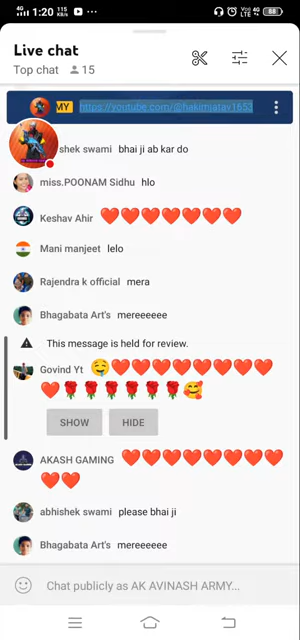 1:20 115 KB/s Voo 4G LTE 88
Live chat
Top chat 15
MY https://youtube.com/@hakimiatav1653
shek swami bhai ji ab kar do
miss.POONAM Sidhu hlo
Keshav Ahir ❤️❤️❤️❤️❤️❤️❤️
Mani manjeet lelo
Rajendra k official mera
Bhagabata Art's mereeeeee
This message is held for review.
Govind Yt 🤤❤️❤️❤️❤️❤️❤️❤️❤️
❤️🌹🌹🌹🌹🌹🌹🥰
SHOW HIDE
AKASH GAMING ❤️❤️❤️❤️❤️❤️❤️❤️
❤️❤️
abhishek swami please bhai ji
Bhagabata Art's mereeeeee
Chat publicly as AK AVINASH ARMY...